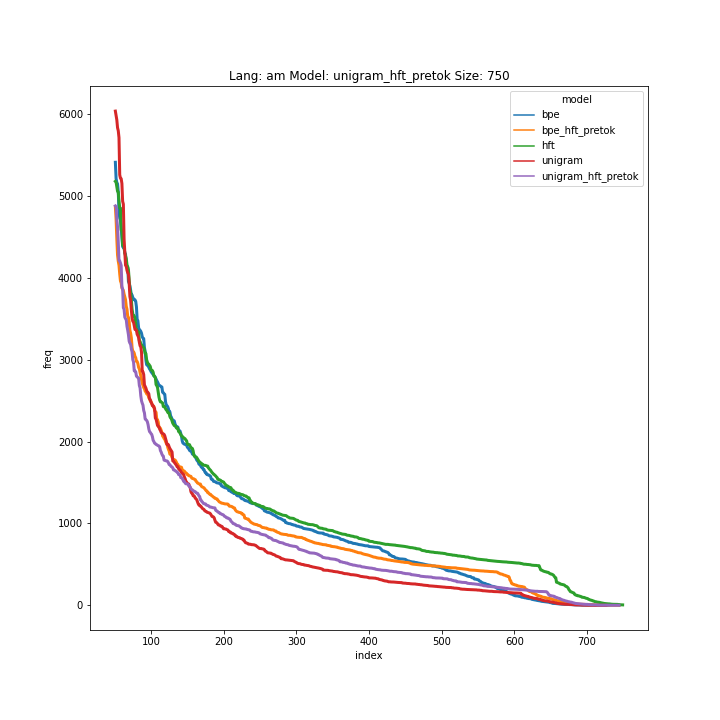 Lang: am Model: unigram_hft_pretok Size: 750
model
bpe
bpe_hft_pretok
hft
unigram
unigram_hft_pretok
6000
5000
4000
3000
2000
1000
0
freq
100 200 300 400 500 600 700
index